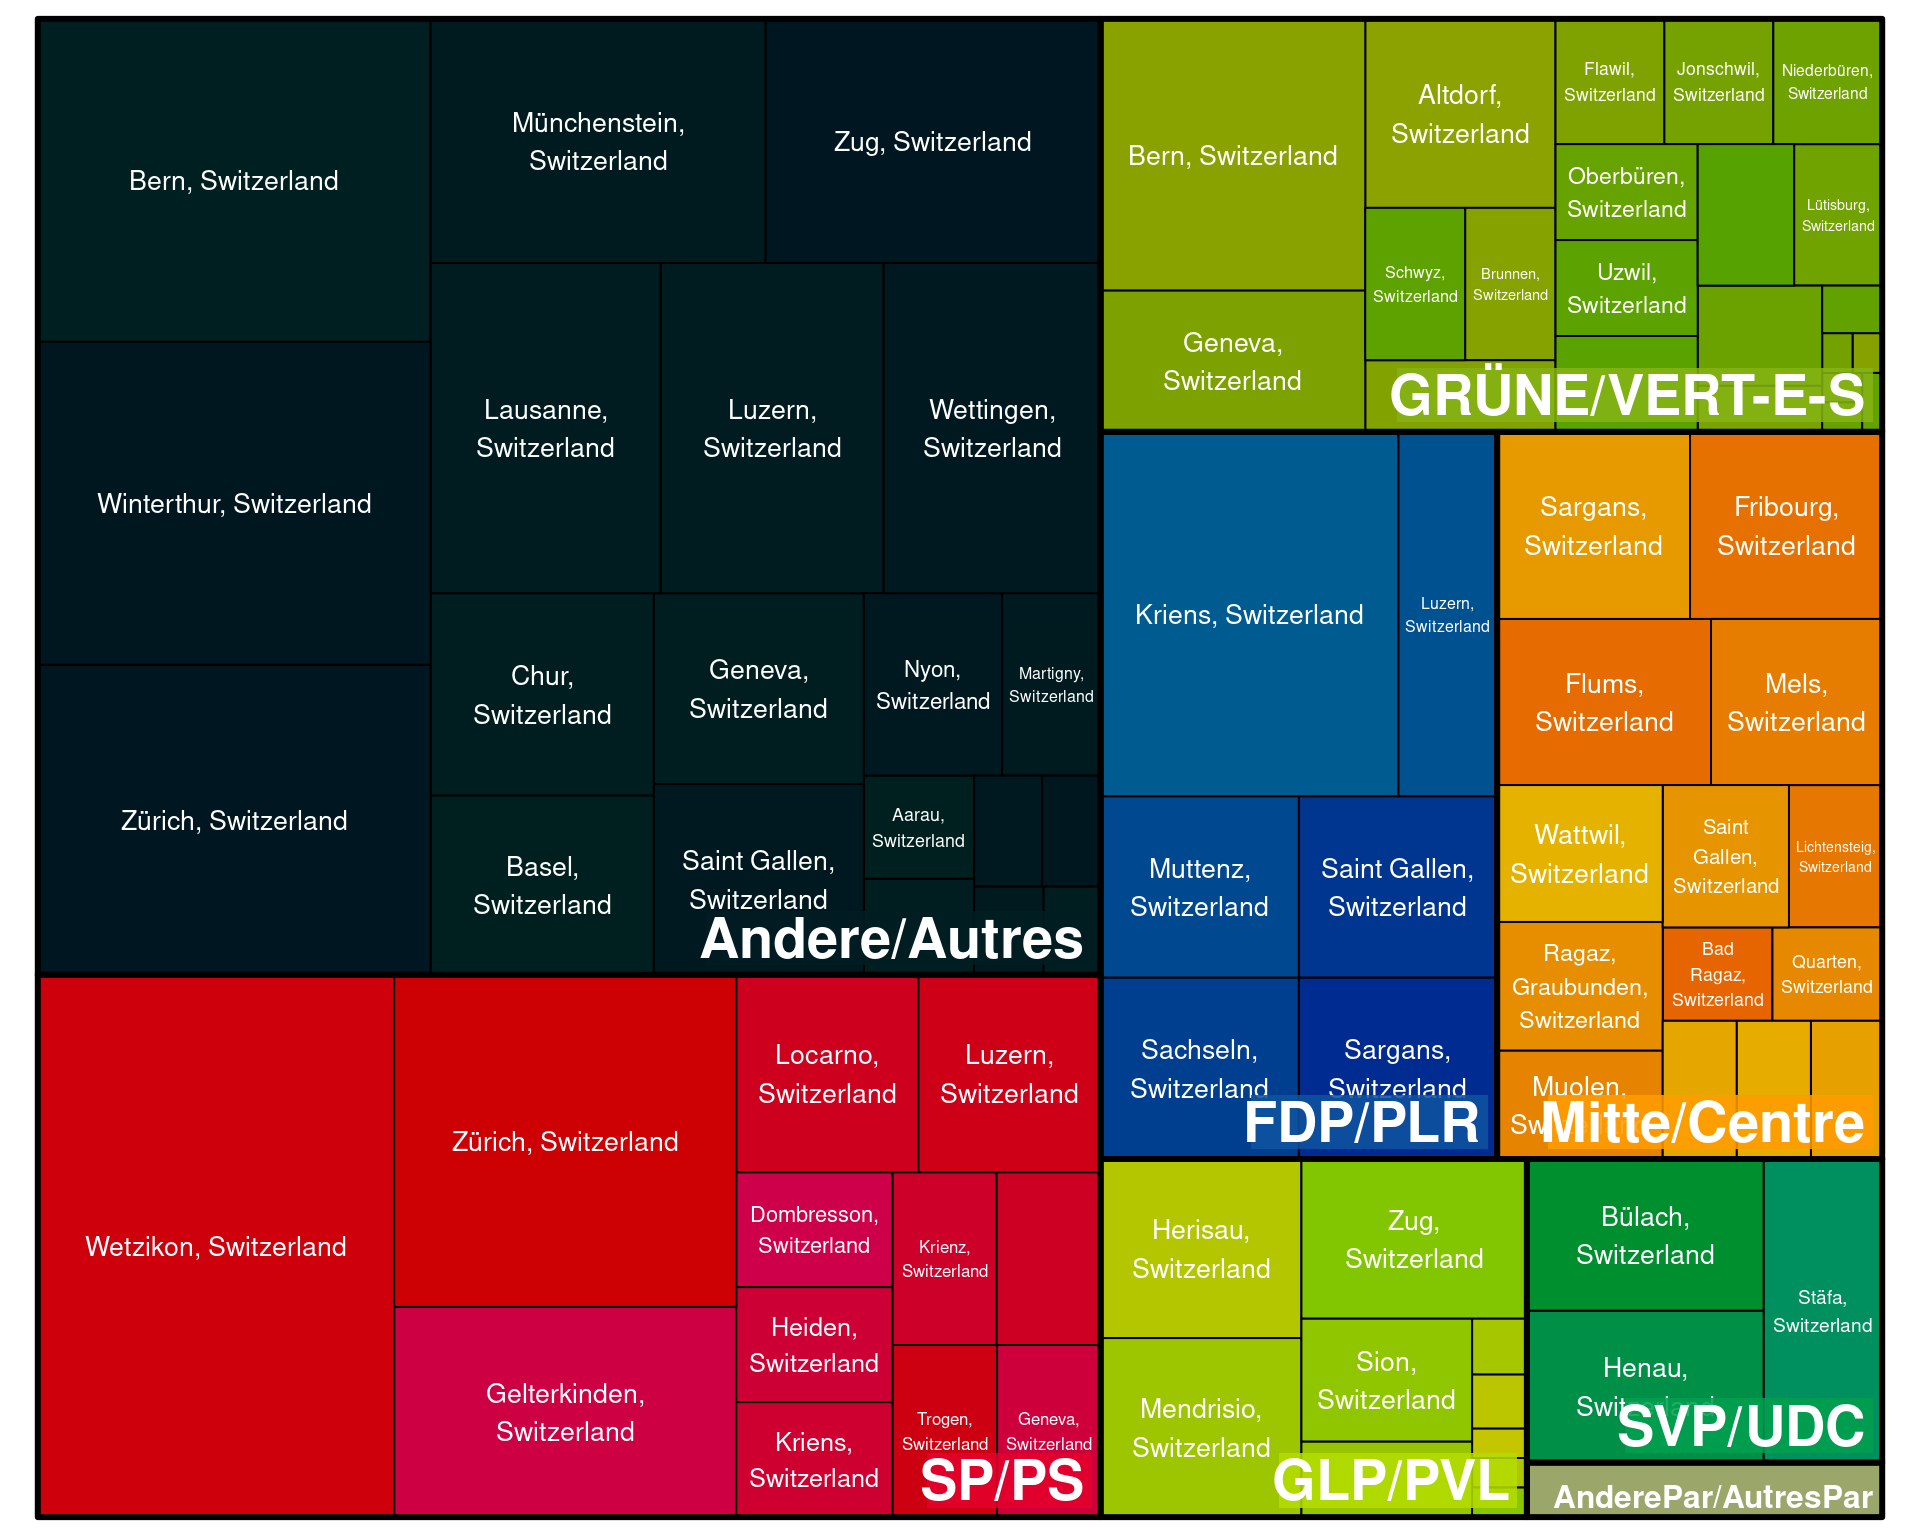 Bern, Switzerland
Münchenstein,
Switzerland
Zug, Switzerland
Winterthur, Switzerland
Lausanne,
Switzerland
Luzern,
Switzerland
Wettingen,
Switzerland
Zürich, Switzerland
Chur,
Switzerland
Geneva,
Switzerland
Nyon,
Switzerland
Martigny,
Switzerland
Basel,
Switzerland
Saint Gallen,
Switzerland
Aarau,
Switzerland
Andere/Autres
Bern, Switzerland
Altdorf,
Switzerland
Flawil,
Switzerland
Jonschwil,
Switzerland
Niederbüren,
Switzerland
Oberbüren,
Switzerland
Lütisburg,
Switzerland
Geneva,
Switzerland
Schwyz,
Switzerland
Brunnen,
Switzerland
Uzwil,
Switzerland
GRÜNE/VERT-E-S
Kriens, Switzerland
Luzern,
Switzerland
Muttenz,
Switzerland
Saint Gallen,
Switzerland
Sachseln,
Switzerland
Sargans,
Switzerland
FDP/PLR
Sargans,
Switzerland
Fribourg,
Switzerland
Flums,
Switzerland
Mels,
Switzerland
Wattwil,
Switzerland
Saint
Gallen,
Switzerland
Lichtensteig,
Switzerland
Ragaz,
Graubunden,
Switzerland
Bad
Ragaz,
Switzerland
Quarten,
Switzerland
Muolen,
Mitte/Centre
Wetzikon, Switzerland
Zürich, Switzerland
Locarno,
Switzerland
Luzern,
Switzerland
Dombresson,
Switzerland
Krienz,
Switzerland
Gelterkinden,
Switzerland
Heiden,
Switzerland
Kriens,
Switzerland
Trogen,
Switzerland
Geneva,
Switzerland
SP/PS
Herisau,
Switzerland
Zug,
Switzerland
Mendrisio,
Switzerland
Sion,
Switzerland
GLP/PVL
Bülach,
Switzerland
Stäfa,
Switzerland
Henau,
Switzerland
SVP/UDC
AnderePar/AutresPar